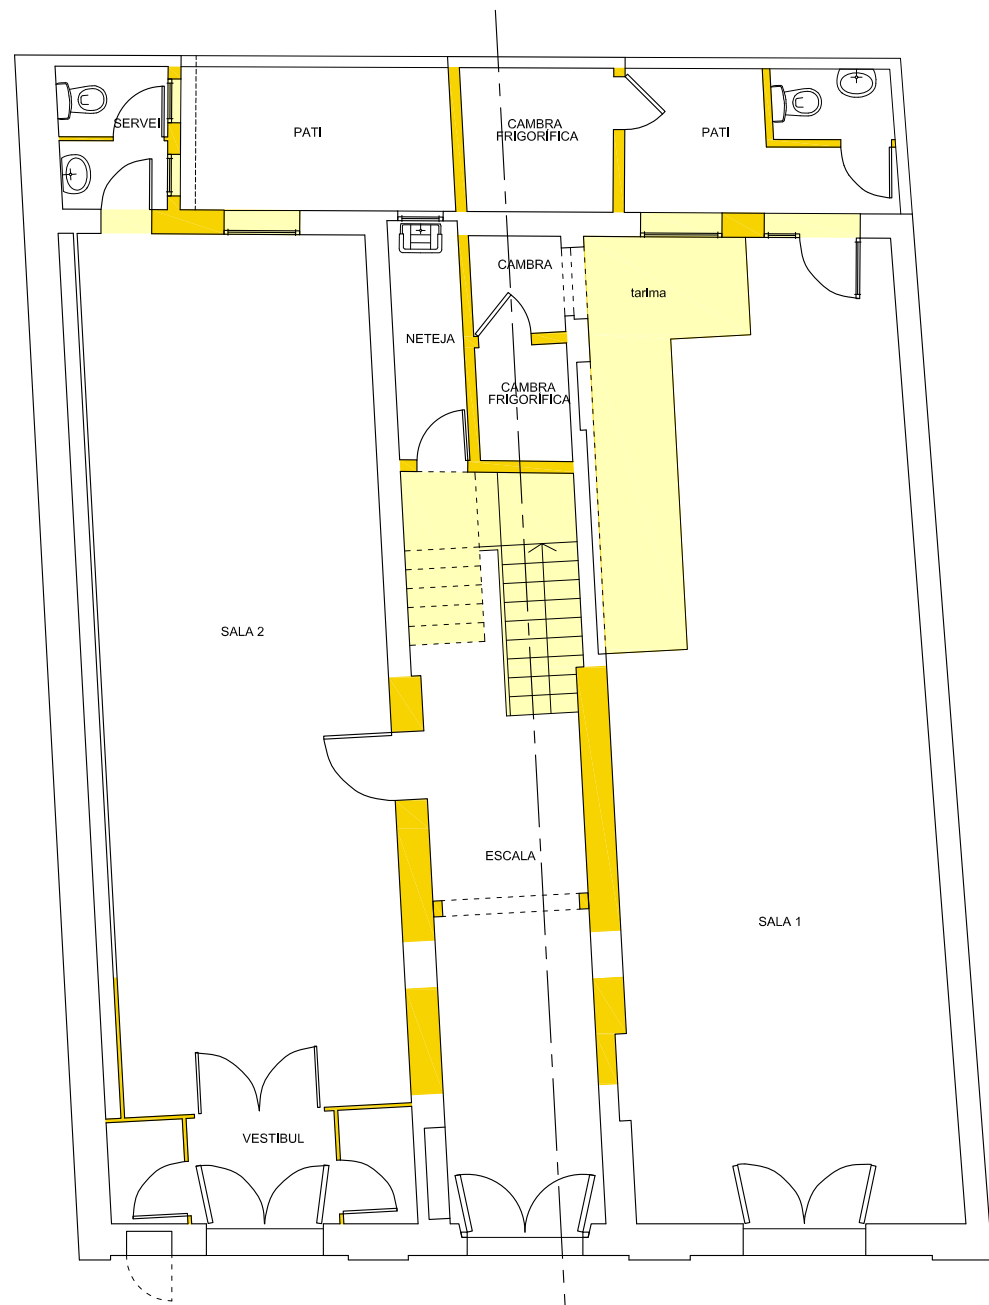 SERVEI
PATI
CAMBRA
FRIGORÍFICA
PATI
CAMBRA
tarima
NETEJA
CAMBRA
FRIGORÍFICA
SALA 2
ESCALA
SALA 1
VESTIBUL